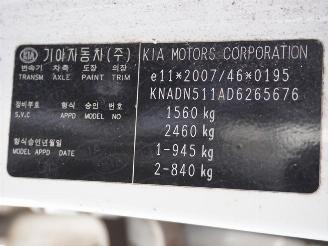 KIA 기아자동차(주) KIA MOTORS CORPORATION
변속기 차축 도장 의장 e11*2007/46*0195
TRANSM AXLE PAINT TRIM KNADN511AD6265676
장비부호 형식 승인 번호 1560 kg
S.V.C APPD MODEL NO 2460 kg
형식승인년월일 1-945 kg
MODEL APPD DATE 2-840 kg